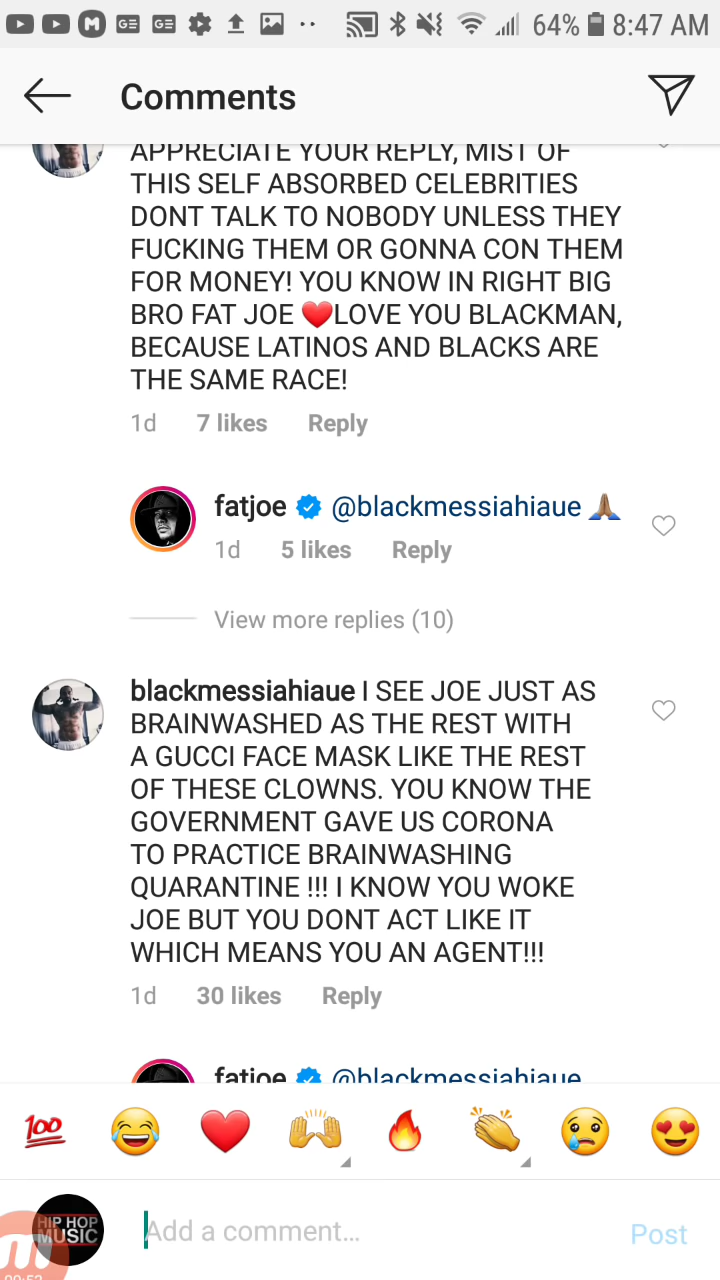 64% 8:47 AM
Comments
APPRECIATE YOUR REPLY, MIST OF
THIS SELF ABSORBED CELEBRITIES
DONT TALK TO NOBODY UNLESS THEY
FUCKING THEM OR GONNA CON THEM
FOR MONEY! YOU KNOW IN RIGHT BIG
BRO FAT JOE ❤️LOVE YOU BLACKMAN,
BECAUSE LATINOS AND BLACKS ARE
THE SAME RACE!
1d 7 likes Reply
fatjoe @blackmessiahiaue 🙏🏽
1d 5 likes Reply
View more replies (10)
blackmessiahiaue I SEE JOE JUST AS
BRAINWASHED AS THE REST WITH
A GUCCI FACE MASK LIKE THE REST
OF THESE CLOWNS. YOU KNOW THE
GOVERNMENT GAVE US CORONA
TO PRACTICE BRAINWASHING
QUARANTINE !!! I KNOW YOU WOKE
JOE BUT YOU DONT ACT LIKE IT
WHICH MEANS YOU AN AGENT!!!
1d 30 likes Reply
fatjoe @blackmessiahiaue
💯 😂 ❤️ 🙌 🔥 👏 😢 😍
HIP HOP
MUSIC
Add a comment... Post